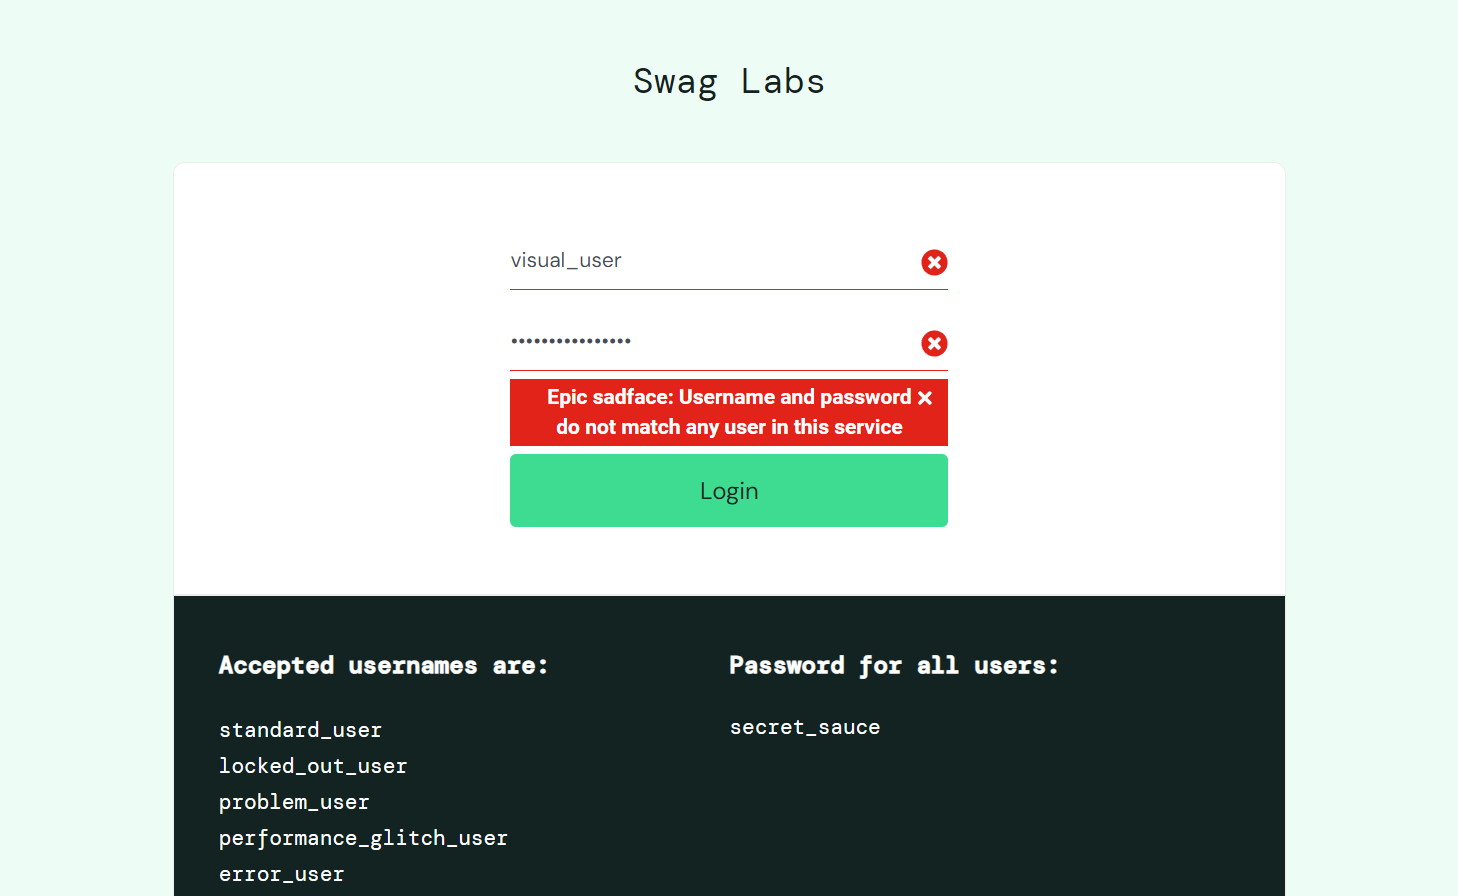 Swag Labs
visual_user
••••••••••••••••
Epic sadface: Username and password
do not match any user in this service
Login
Accepted usernames are:
standard_user
locked_out_user
problem_user
performance_glitch_user
error_user
Password for all users:
secret_sauce